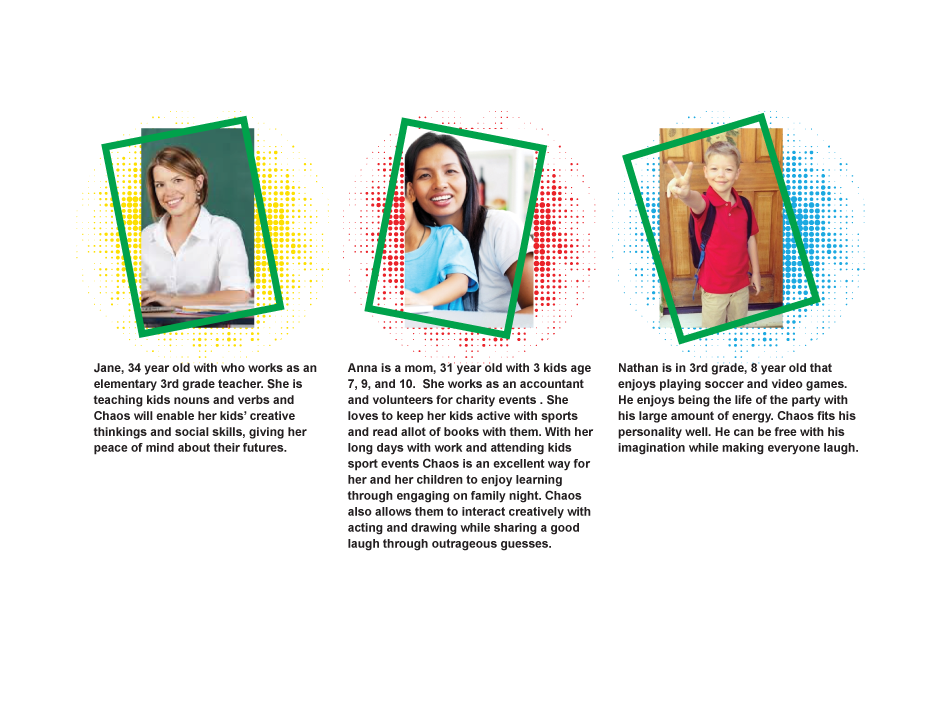 Jane, 34 year old with who works as an
elementary 3rd grade teacher. She is
teaching kids nouns and verbs and
Chaos will enable her kids' creative
thinkings and social skills, giving her
peace of mind about their futures.
Anna is a mom, 31 year old with 3 kids age
7, 9, and 10.  She works as an accountant
and volunteers for charity events . She
loves to keep her kids active with sports
and read allot of books with them. With her
long days with work and attending kids
sport events Chaos is an excellent way for
her and her children to enjoy learning
through engaging on family night. Chaos
also allows them to interact creatively with
acting and drawing while sharing a good
laugh through outrageous guesses.
Nathan is in 3rd grade, 8 year old that
enjoys playing soccer and video games.
He enjoys being the life of the party with
his large amount of energy. Chaos fits his
personality well. He can be free with his
imagination while making everyone laugh.